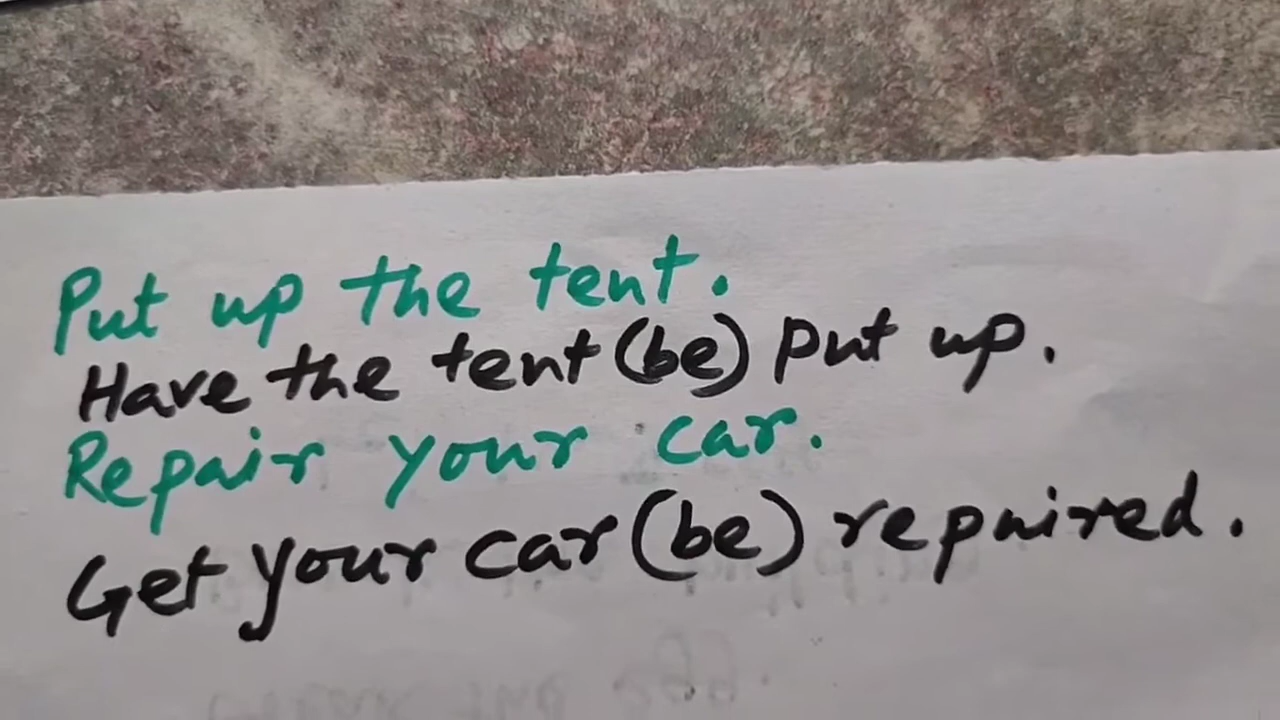 Put up the tent.
Have the tent (be) put up.
Repair your car.
Get your car (be) repaired.